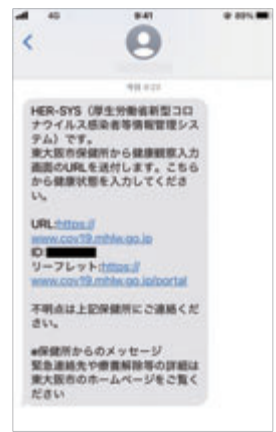 4G
9:41
89%
今日 9:23
HER-SYS（厚生労働省新型コロ
ナウイルス感染者等情報管理シス
テム）です。
東大阪市保健所から健康観察入力
画面のURLを送付します。こちら
から健康状態を入力してくださ
い。
URL:https://
www.cov19.mhlw.go.jp
ID
リーフレット:https://
www.cov19.mhlw.go.jp/portal
不明点は上記保健所にご連絡くだ
さい。
■保健所からのメッセージ
緊急連絡先や療養解除等の詳細は
東大阪市のホームページをご覧く
ださい